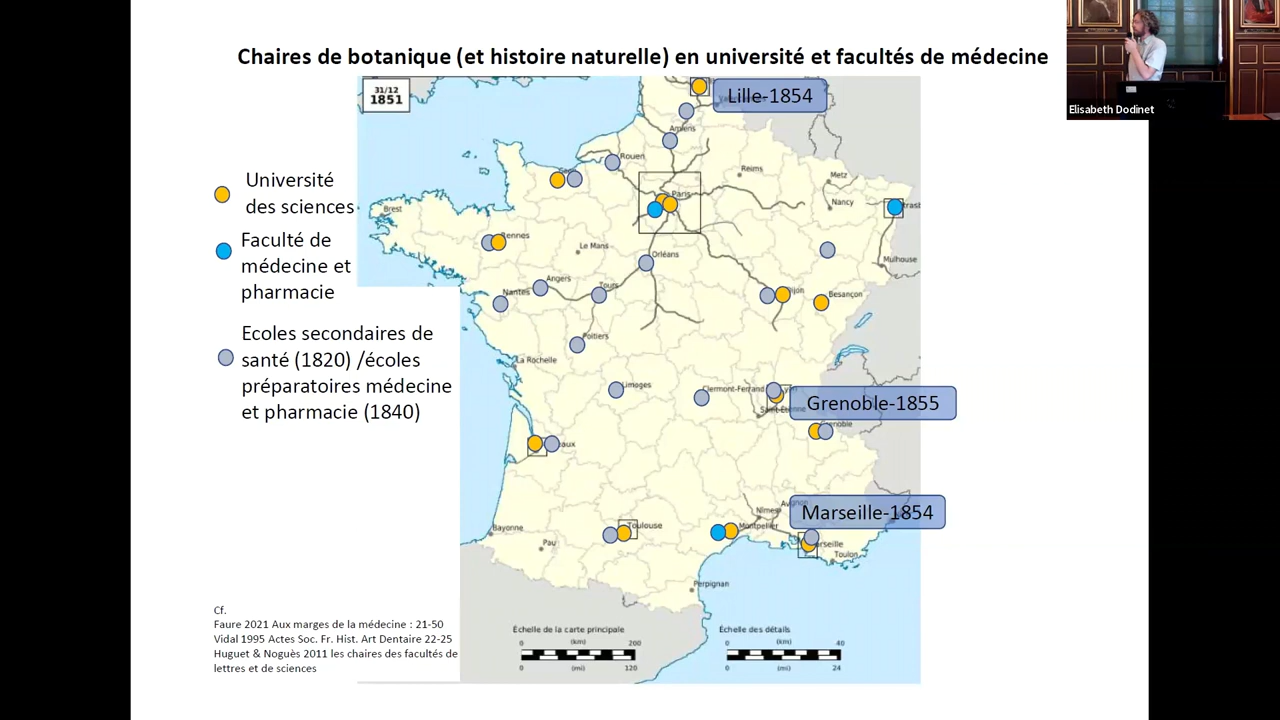 Chaires de botanique (et histoire naturelle) en université et facultés de médecine
Elisabeth Dodinet
31/12
1851
Lille-1854
Amiens
Rouen
Reims
Paris
Metz
Nancy
Brest
Rennes
Le Mans
Orléans
Mulhouse
Angers
Tours
Nantes
Dijon
Besançon
Poitiers
La Rochelle
Limoges
Clermont-Ferrand
Grenoble-1855
Grenoble
Marseille-1854
Nîmes
Montpellier
Marseille
Toulon
Toulouse
Bayonne
Pau
Perpignan
Université
des sciences
Faculté de
médecine et
pharmacie
Ecoles secondaires de
santé (1820) /écoles
préparatoires médecine
et pharmacie (1840)
Cf.
Faure 2021 Aux marges de la médecine : 21-50
Vidal 1995 Actes Soc. Fr. Hist. Art Dentaire 22-25
Huguet & Noguès 2011 les chaires des facultés de
lettres et de sciences
Échelle de la carte principale
0 (km) 200
0 (mi) 120
Échelle des détails
0 (km) 40
0 (mi) 24